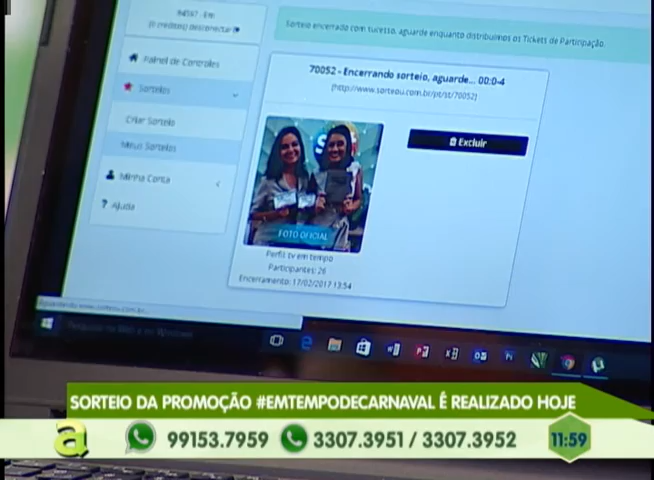 desconectar
Sorteio encerrado com sucesso, aguarde enquanto distribuimos os Tickets de Participação.
Painel de Controles
Sorteios
Criar Sorteio
Meus Sorteios
Minha Conta
? Ajuda
70052 - Encerrando sorteio, aguarde... 00:0-4
[http://www.sorteou.com.br/pt/st/70052]
Excluir
FOTO OFICIAL
Perfil: tv em tempo
Participantes: 26
Encerramento: 17/02/2017 13:54
SORTEIO DA PROMOÇÃO #EMTEMPODECARNAVAL É REALIZADO HOJE
a 99153.7959 3307.3951 / 3307.3952 11:59